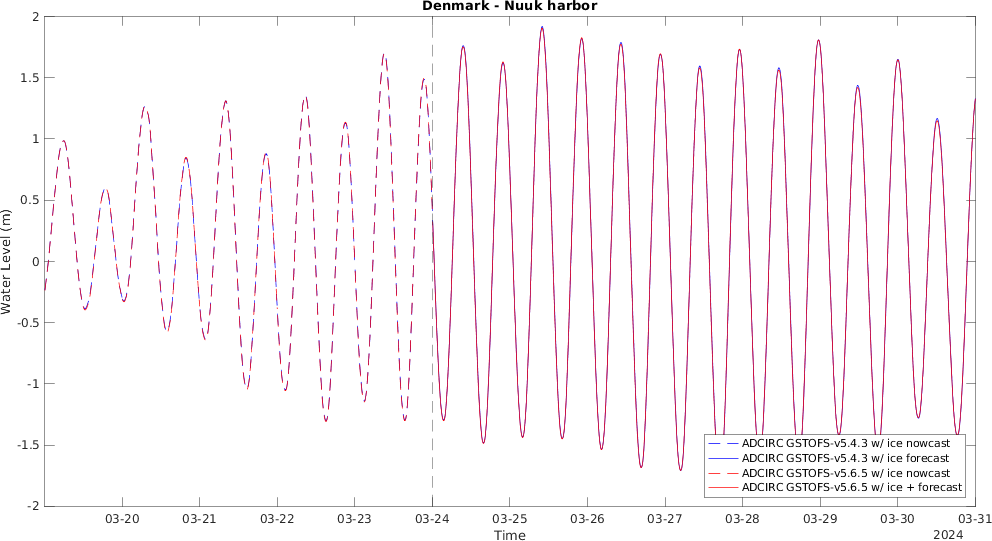 Denmark - Nuuk harbor
2
1.5
1
0.5
0
-0.5
-1
-1.5
-2
Water Level (m)
ADCIRC GSTOFS-v5.4.3 w/ ice nowcast
ADCIRC GSTOFS-v5.4.3 w/ ice forecast
ADCIRC GSTOFS-v5.6.5 w/ ice nowcast
ADCIRC GSTOFS-v5.6.5 w/ ice + forecast
03-20 03-21 03-22 03-23 03-24 03-25 03-26 03-27 03-28 03-29 03-30 03-31
Time
2024